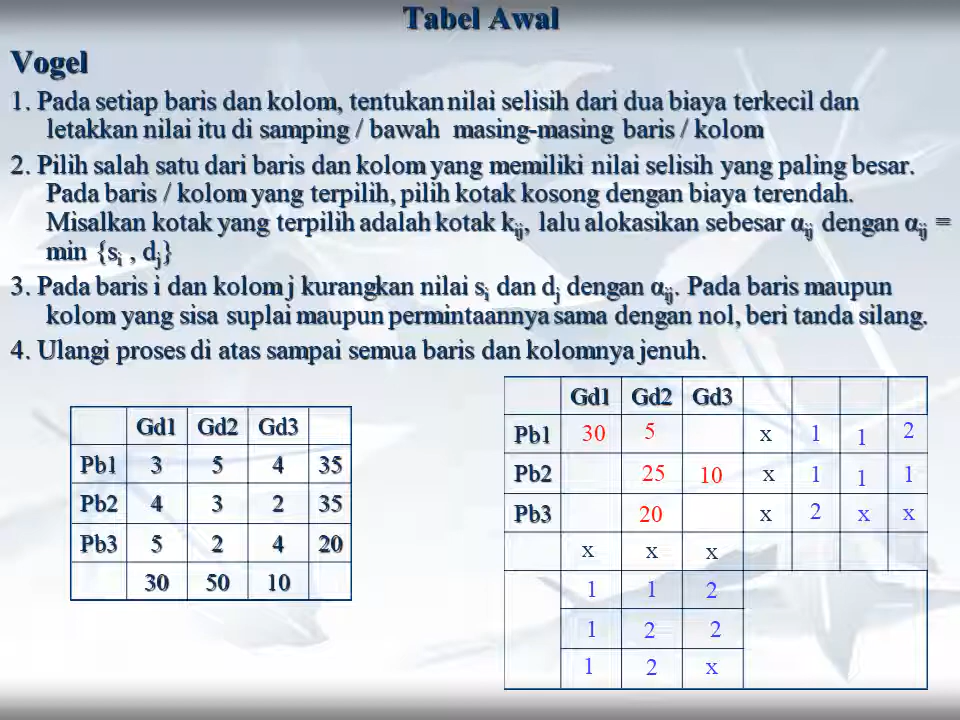 Tabel Awal
Vogel
1. Pada setiap baris dan kolom, tentukan nilai selisih dari dua biaya terkecil dan
letakkan nilai itu di samping / bawah masing-masing baris / kolom
2. Pilih salah satu dari baris dan kolom yang memiliki nilai selisih yang paling besar.
Pada baris / kolom yang terpilih, pilih kotak kosong dengan biaya terendah.
Misalkan kotak yang terpilih adalah kotak kij, lalu alokasikan sebesar αij dengan αij =
min {si , dj}
3. Pada baris i dan kolom j kurangkan nilai si dan dj dengan αij. Pada baris maupun
kolom yang sisa suplai maupun permintaannya sama dengan nol, beri tanda silang.
4. Ulangi proses di atas sampai semua baris dan kolomnya jenuh.
Gd1 Gd2 Gd3
Pb1 3 5 4 35
Pb2 4 3 2 35
Pb3 5 2 4 20
30 50 10
Gd1 Gd2 Gd3
Pb1 30 5 x 1 1 2
Pb2 25 10 x 1 1 1
Pb3 20 x 2 x x
x x x
1 1 2
1 2 2
1 2 x